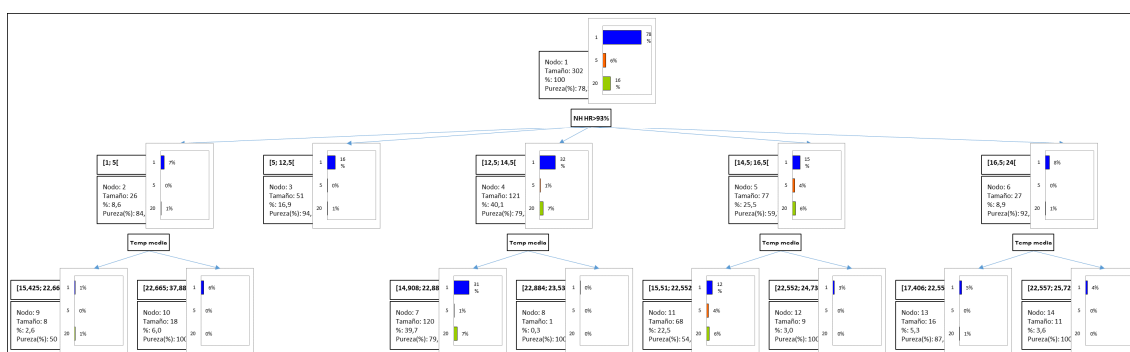 1
78
%
5
6%
20
16
%
Nodo: 1
Tamaño: 302
%: 100
Pureza(%): 78,
NH HR>93%
[1; 5[
1
7%
5
0%
20
1%
Nodo: 2
Tamaño: 26
%: 8,6
Pureza(%): 84,
[5; 12,5[
1
16
%
5
0%
20
1%
Nodo: 3
Tamaño: 51
%: 16,9
Pureza(%): 94,
[12,5; 14,5[
1
32
%
5
1%
20
7%
Nodo: 4
Tamaño: 121
%: 40,1
Pureza(%): 79,
[14,5; 16,5[
1
15
%
5
4%
20
6%
Nodo: 5
Tamaño: 77
%: 25,5
Pureza(%): 59,
[16,5; 24[
1
8%
5
0%
20
1%
Nodo: 6
Tamaño: 27
%: 8,9
Pureza(%): 92,
Temp media
Temp media
Temp media
Temp media
[15,425; 22,66
1
1%
5
0%
20
1%
Nodo: 9
Tamaño: 8
%: 2,6
Pureza(%): 50
[22,665; 37,88
1
6%
5
0%
20
0%
Nodo: 10
Tamaño: 18
%: 6,0
Pureza(%): 100
[14,908; 22,88
1
31
%
5
1%
20
7%
Nodo: 7
Tamaño: 120
%: 39,7
Pureza(%): 79,
[22,884; 23,53
1
0%
5
0%
20
0%
Nodo: 8
Tamaño: 1
%: 0,3
Pureza(%): 100
[15,51; 22,552
1
12
%
5
4%
20
6%
Nodo: 11
Tamaño: 68
%: 22,5
Pureza(%): 54,
[22,552; 24,73
1
3%
5
0%
20
0%
Nodo: 12
Tamaño: 9
%: 3,0
Pureza(%): 100
[17,406; 22,55
1
5%
5
0%
20
1%
Nodo: 13
Tamaño: 16
%: 5,3
Pureza(%): 87,
[22,557; 25,72
1
4%
5
0%
20
0%
Nodo: 14
Tamaño: 11
%: 3,6
Pureza(%): 100